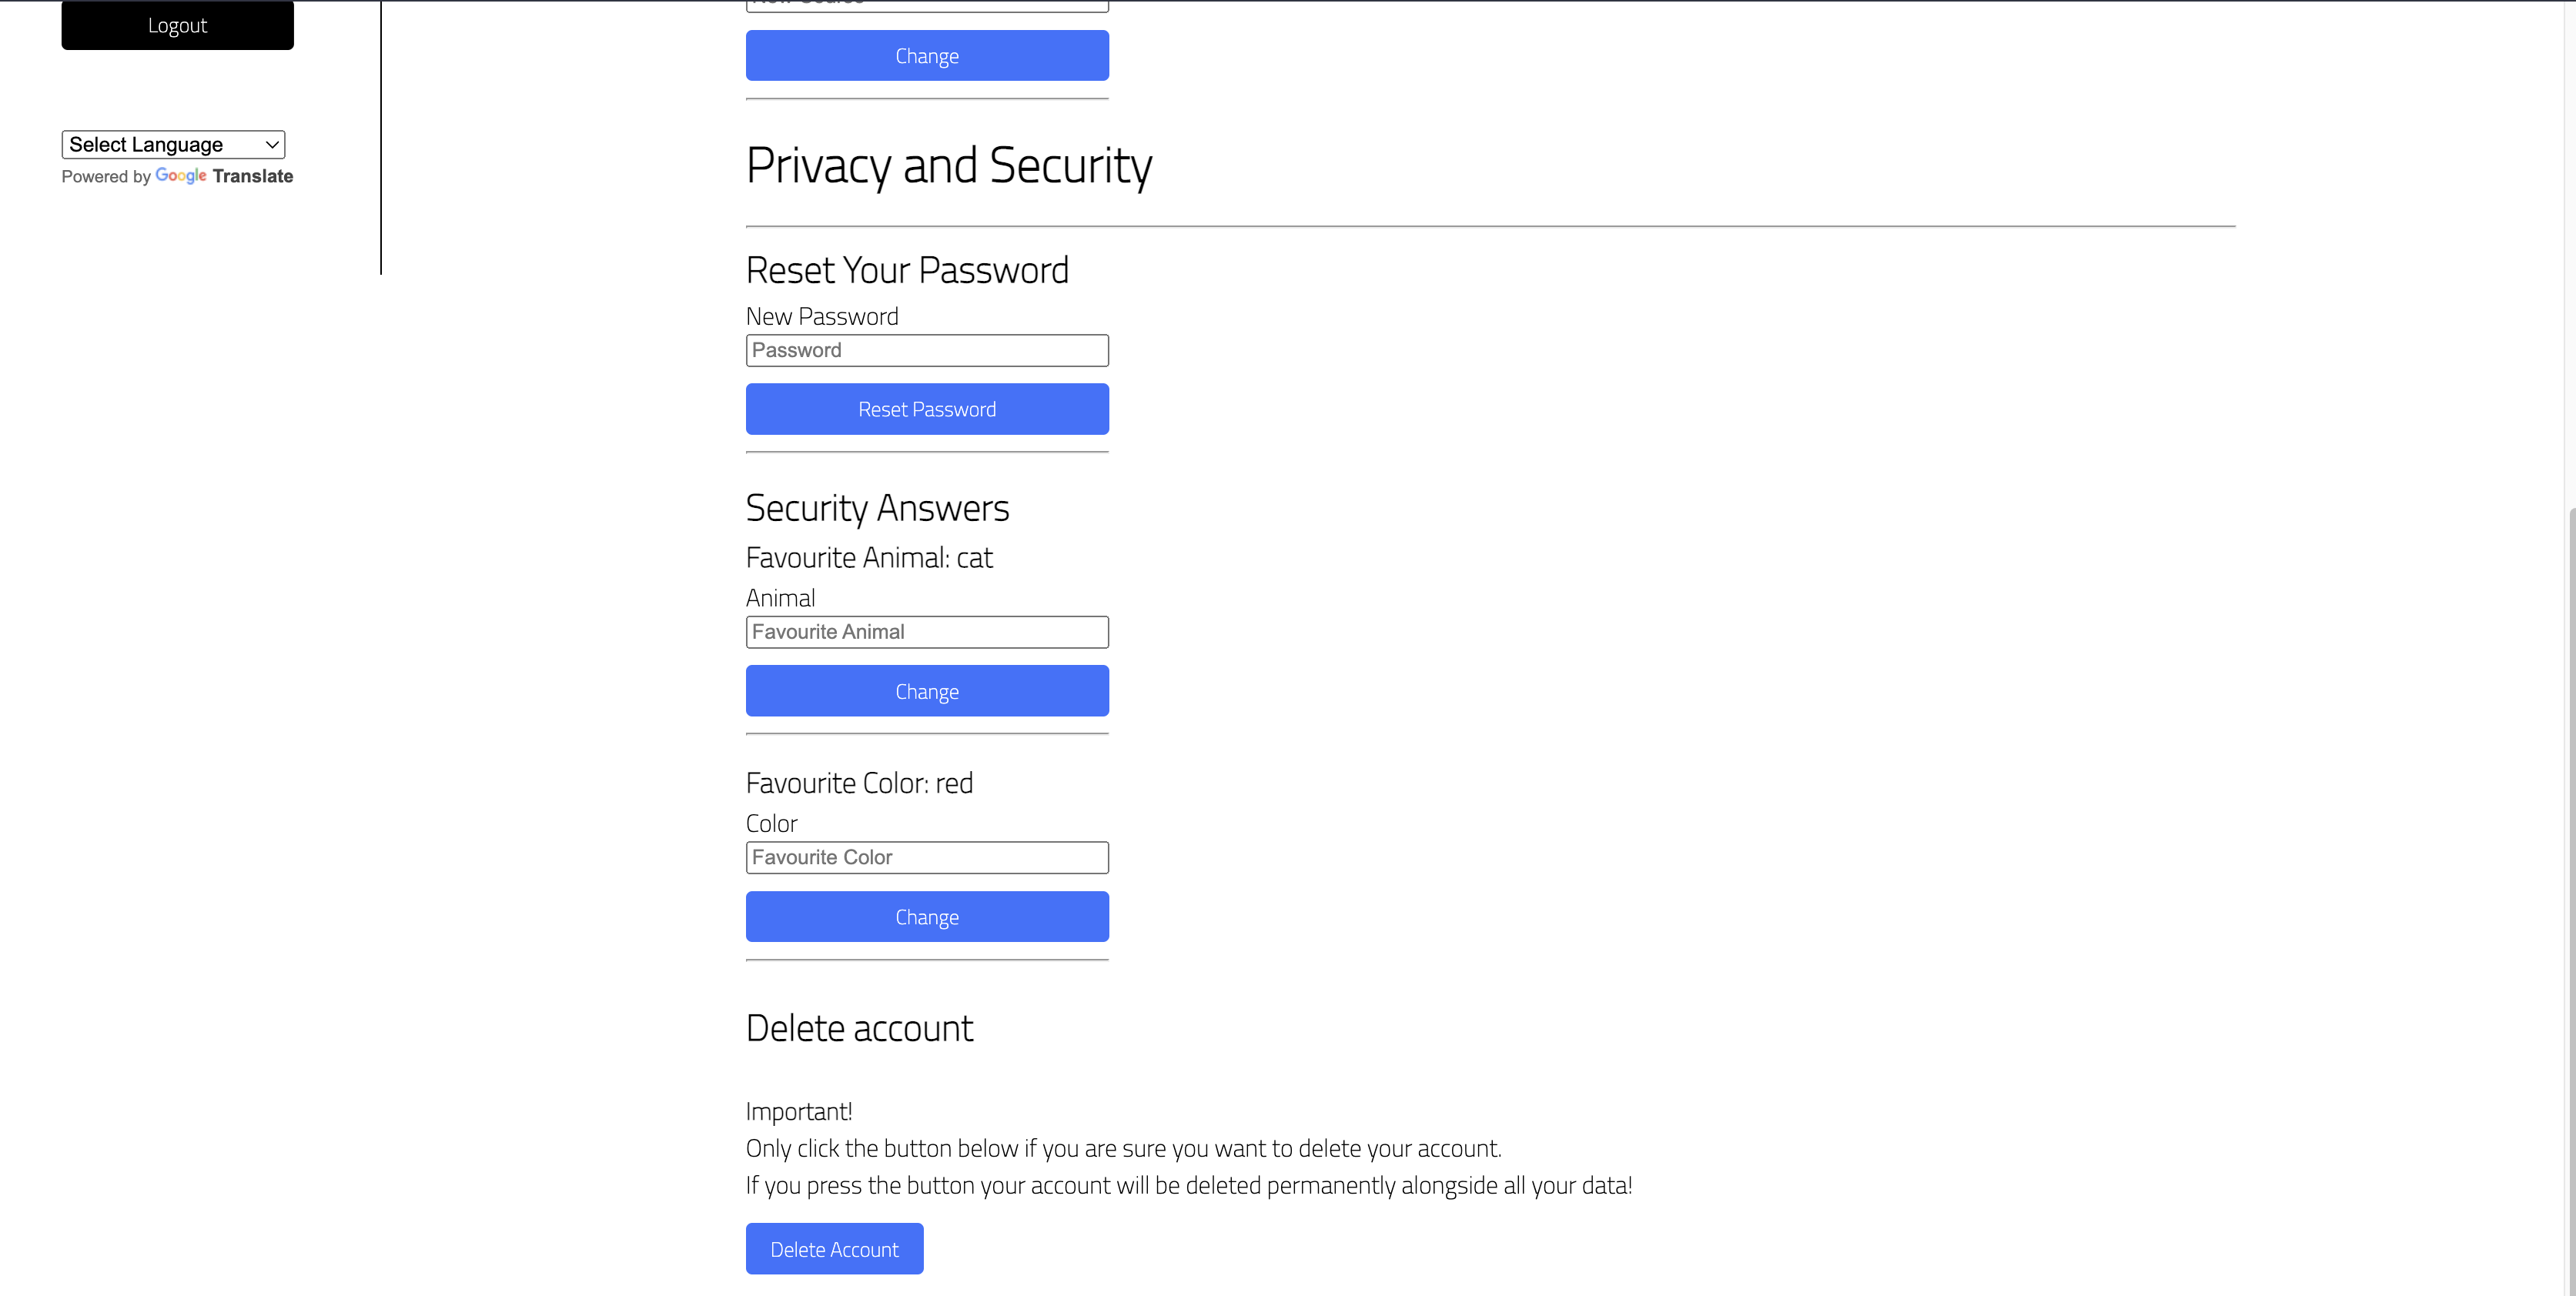 Logout
Select Language
Powered by Google Translate
Change
Privacy and Security
Reset Your Password
New Password
Password
Reset Password
Security Answers
Favourite Animal: cat
Animal
Favourite Animal
Change
Favourite Color: red
Color
Favourite Color
Change
Delete account
Important!
Only click the button below if you are sure you want to delete your account.
If you press the button your account will be deleted permanently alongside all your data!
Delete Account